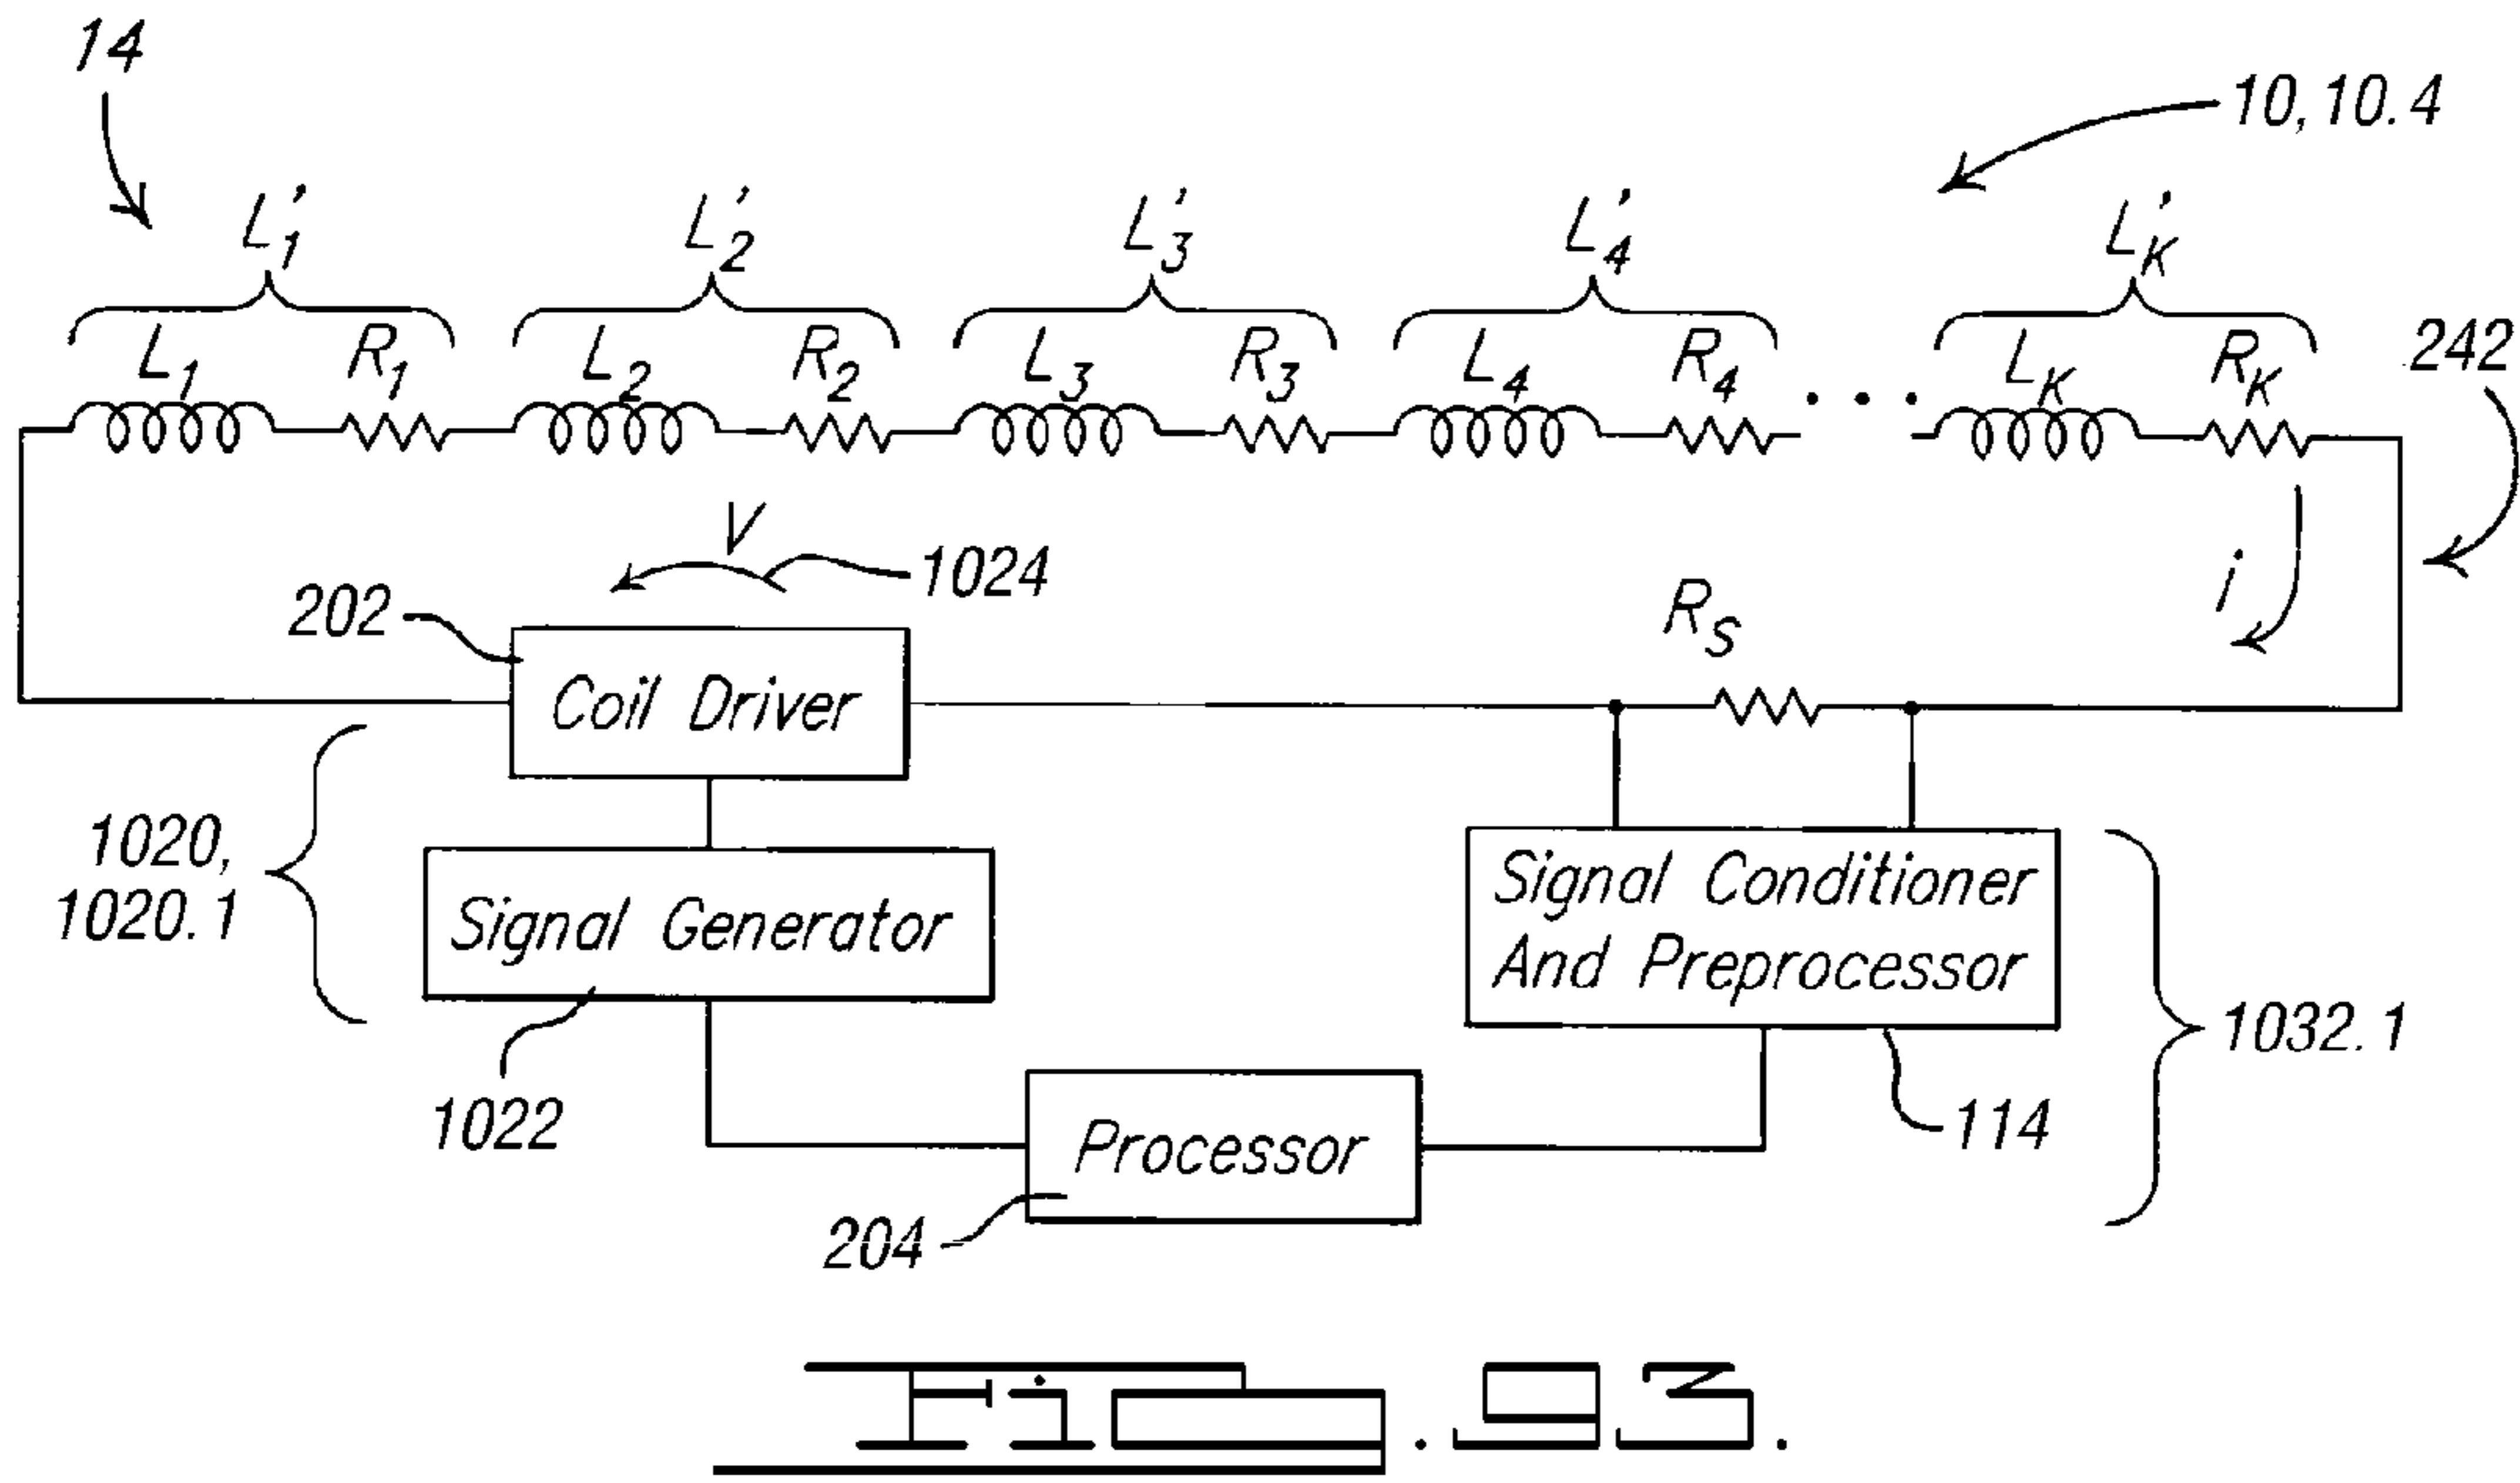 14
10, 10.4
L'1 L'2 L'3 L'4 L'K
L1 R1 L2 R2 L3 R3 L4 R4 ... LK RK
242
V
1024
i
202
RS
Coil Driver
1020,
1020.1
Signal Generator
Signal Conditioner
And Preprocessor
1032.1
1022
114
Processor
204
Fig. 93.